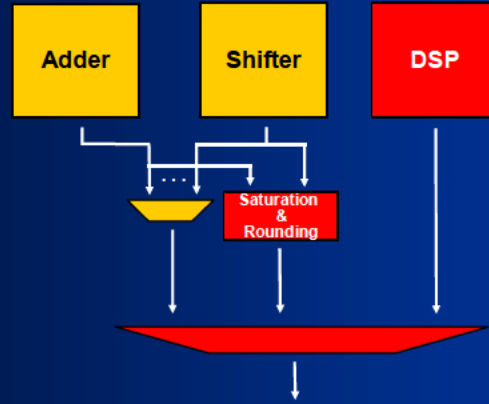 Adder
Shifter
DSP
...
Saturation
&
Rounding